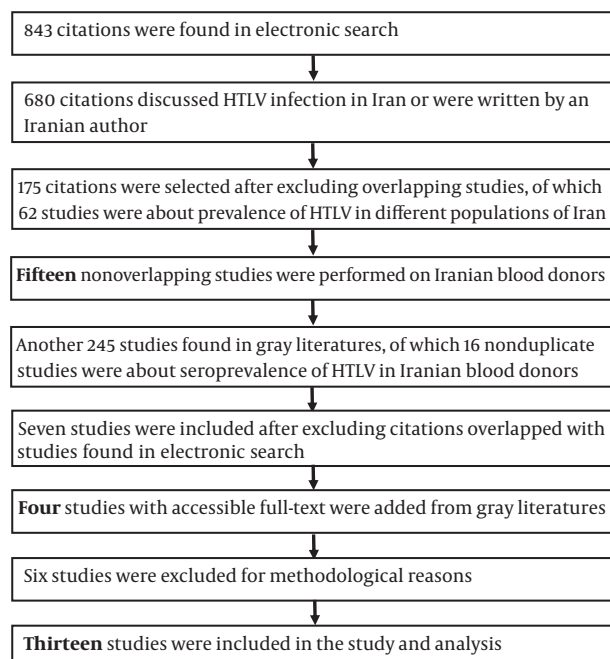 843 citations were found in electronic search
680 citations discussed HTLV infection in Iran or were written by an
Iranian author
175 citations were selected after excluding overlapping studies, of which
62 studies were about prevalence of HTLV in different populations of Iran
Fifteen nonoverlapping studies were performed on Iranian blood donors
Another 245 studies found in gray literatures, of which 16 nonduplicate
studies were about seroprevalence of HTLV in Iranian blood donors
Seven studies were included after excluding citations overlapped with
studies found in electronic search
Four studies with accessible full-text were added from gray literatures
Six studies were excluded for methodological reasons
Thirteen studies were included in the study and analysis